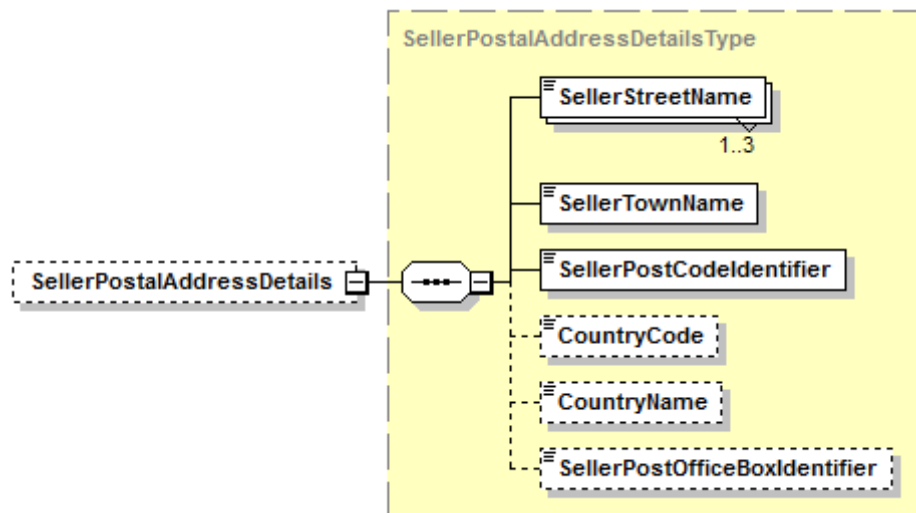 SellerPostalAddressDetailsType
SellerStreetName
1..3
SellerTownName
SellerPostalAddressDetails
SellerPostCodeIdentifier
CountryCode
CountryName
SellerPostOfficeBoxIdentifier